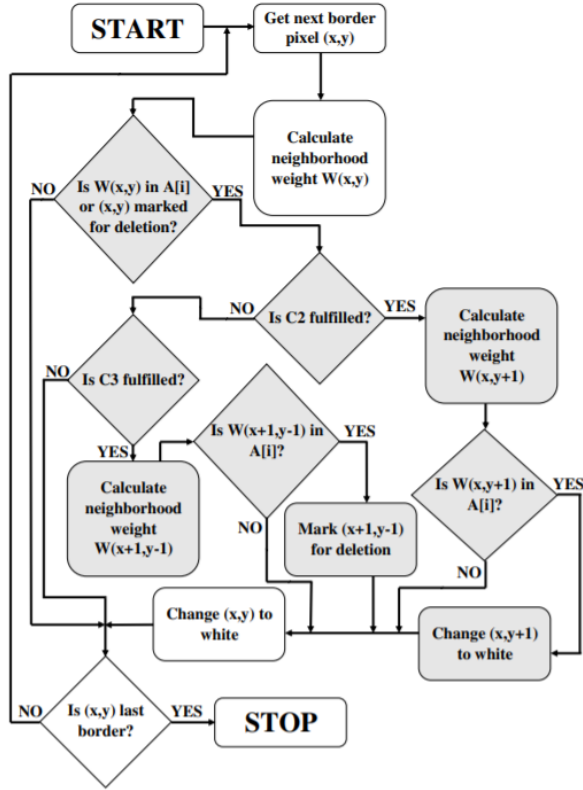 START
Get next border
pixel (x,y)
Calculate
neighborhood
weight W(x,y)
NO
Is W(x,y) in A[i]
or (x,y) marked
for deletion?
YES
Is C2 fulfilled?
NO
YES
Calculate
neighborhood
weight
W(x,y+1)
NO
Is C3 fulfilled?
YES
Calculate
neighborhood
weight
W(x+1,y-1)
Is W(x+1,y-1) in
A[i]?
YES
NO
Mark (x+1,y-1)
for deletion
Is W(x,y+1) in
A[i]?
YES
NO
Change (x,y) to
white
Change (x,y+1)
to white
NO
Is (x,y) last
border?
YES
STOP